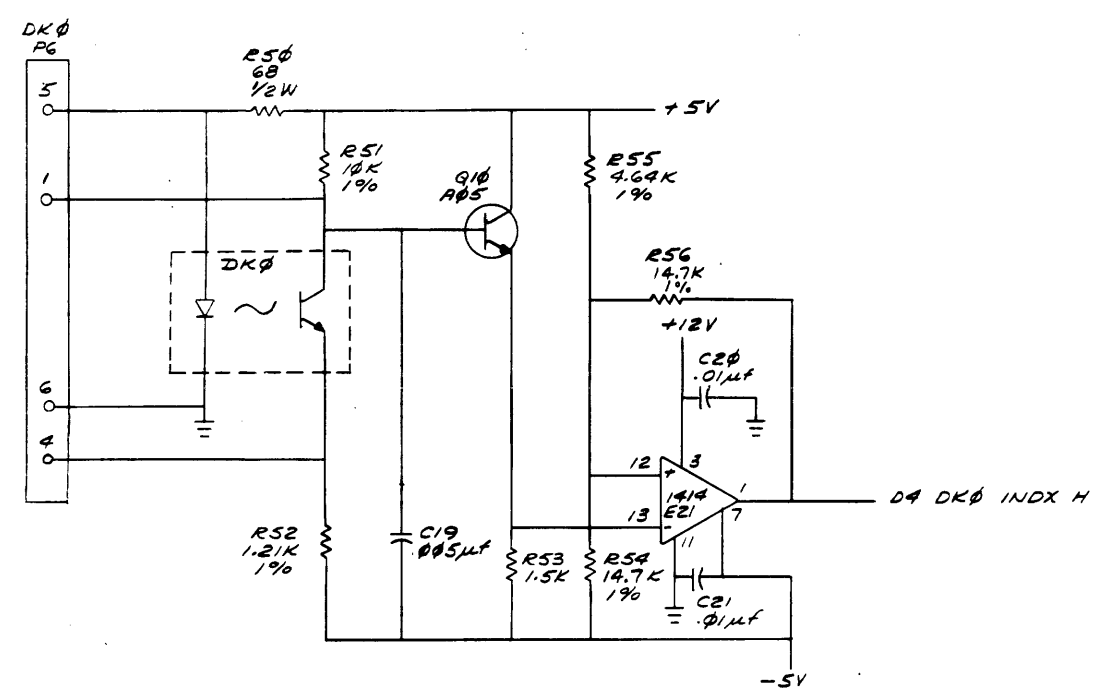 DKØ
P6
5
1
6
4
R5Ø
68
1/2W
+5V
R51
1ØK
1%
Q1Ø
AØ5
R55
4.64K
1%
DKØ
R56
14.7K
1%
+12V
C2Ø
.01µf
12
+
3
1414
E21
1
13
-
7
11
D4 DKØ INDX H
R52
1.21K
1%
C19
ØØ5µf
R53
1.5K
R54
14.7K
1%
C21
.Ø1µf
-5V